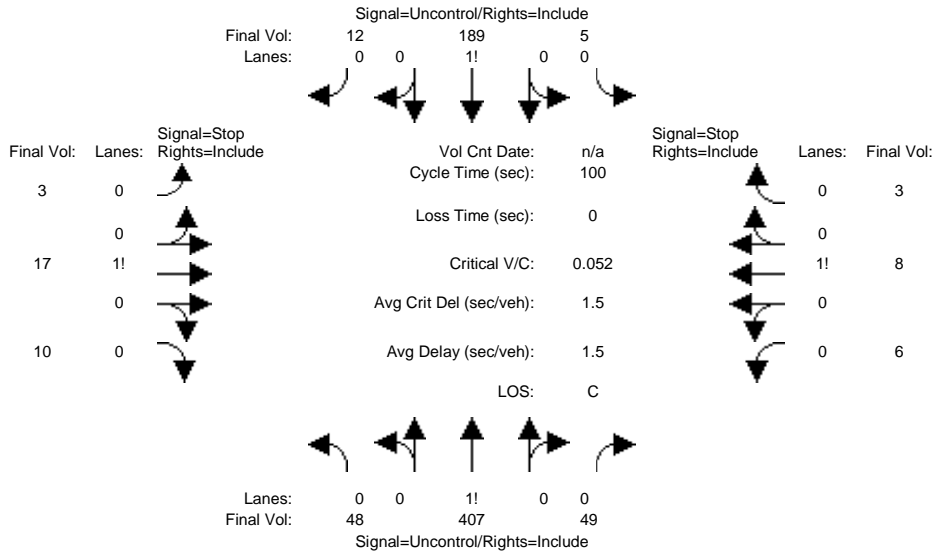 Signal=Uncontrol/Rights=Include
Final Vol: 12 189 5
Lanes: 0 0 1! 0 0
Signal=Stop
Final Vol: Lanes: Rights=Include
Vol Cnt Date: n/a
Signal=Stop
Rights=Include Lanes: Final Vol:
Cycle Time (sec): 100
3 0
0 3
Loss Time (sec): 0
0
0
17 1!
Critical V/C: 0.052
1! 8
0
Avg Crit Del (sec/veh): 1.5
0
10 0
Avg Delay (sec/veh): 1.5
0 6
LOS: C
Lanes: 0 0 1! 0 0
Final Vol: 48 407 49
Signal=Uncontrol/Rights=Include